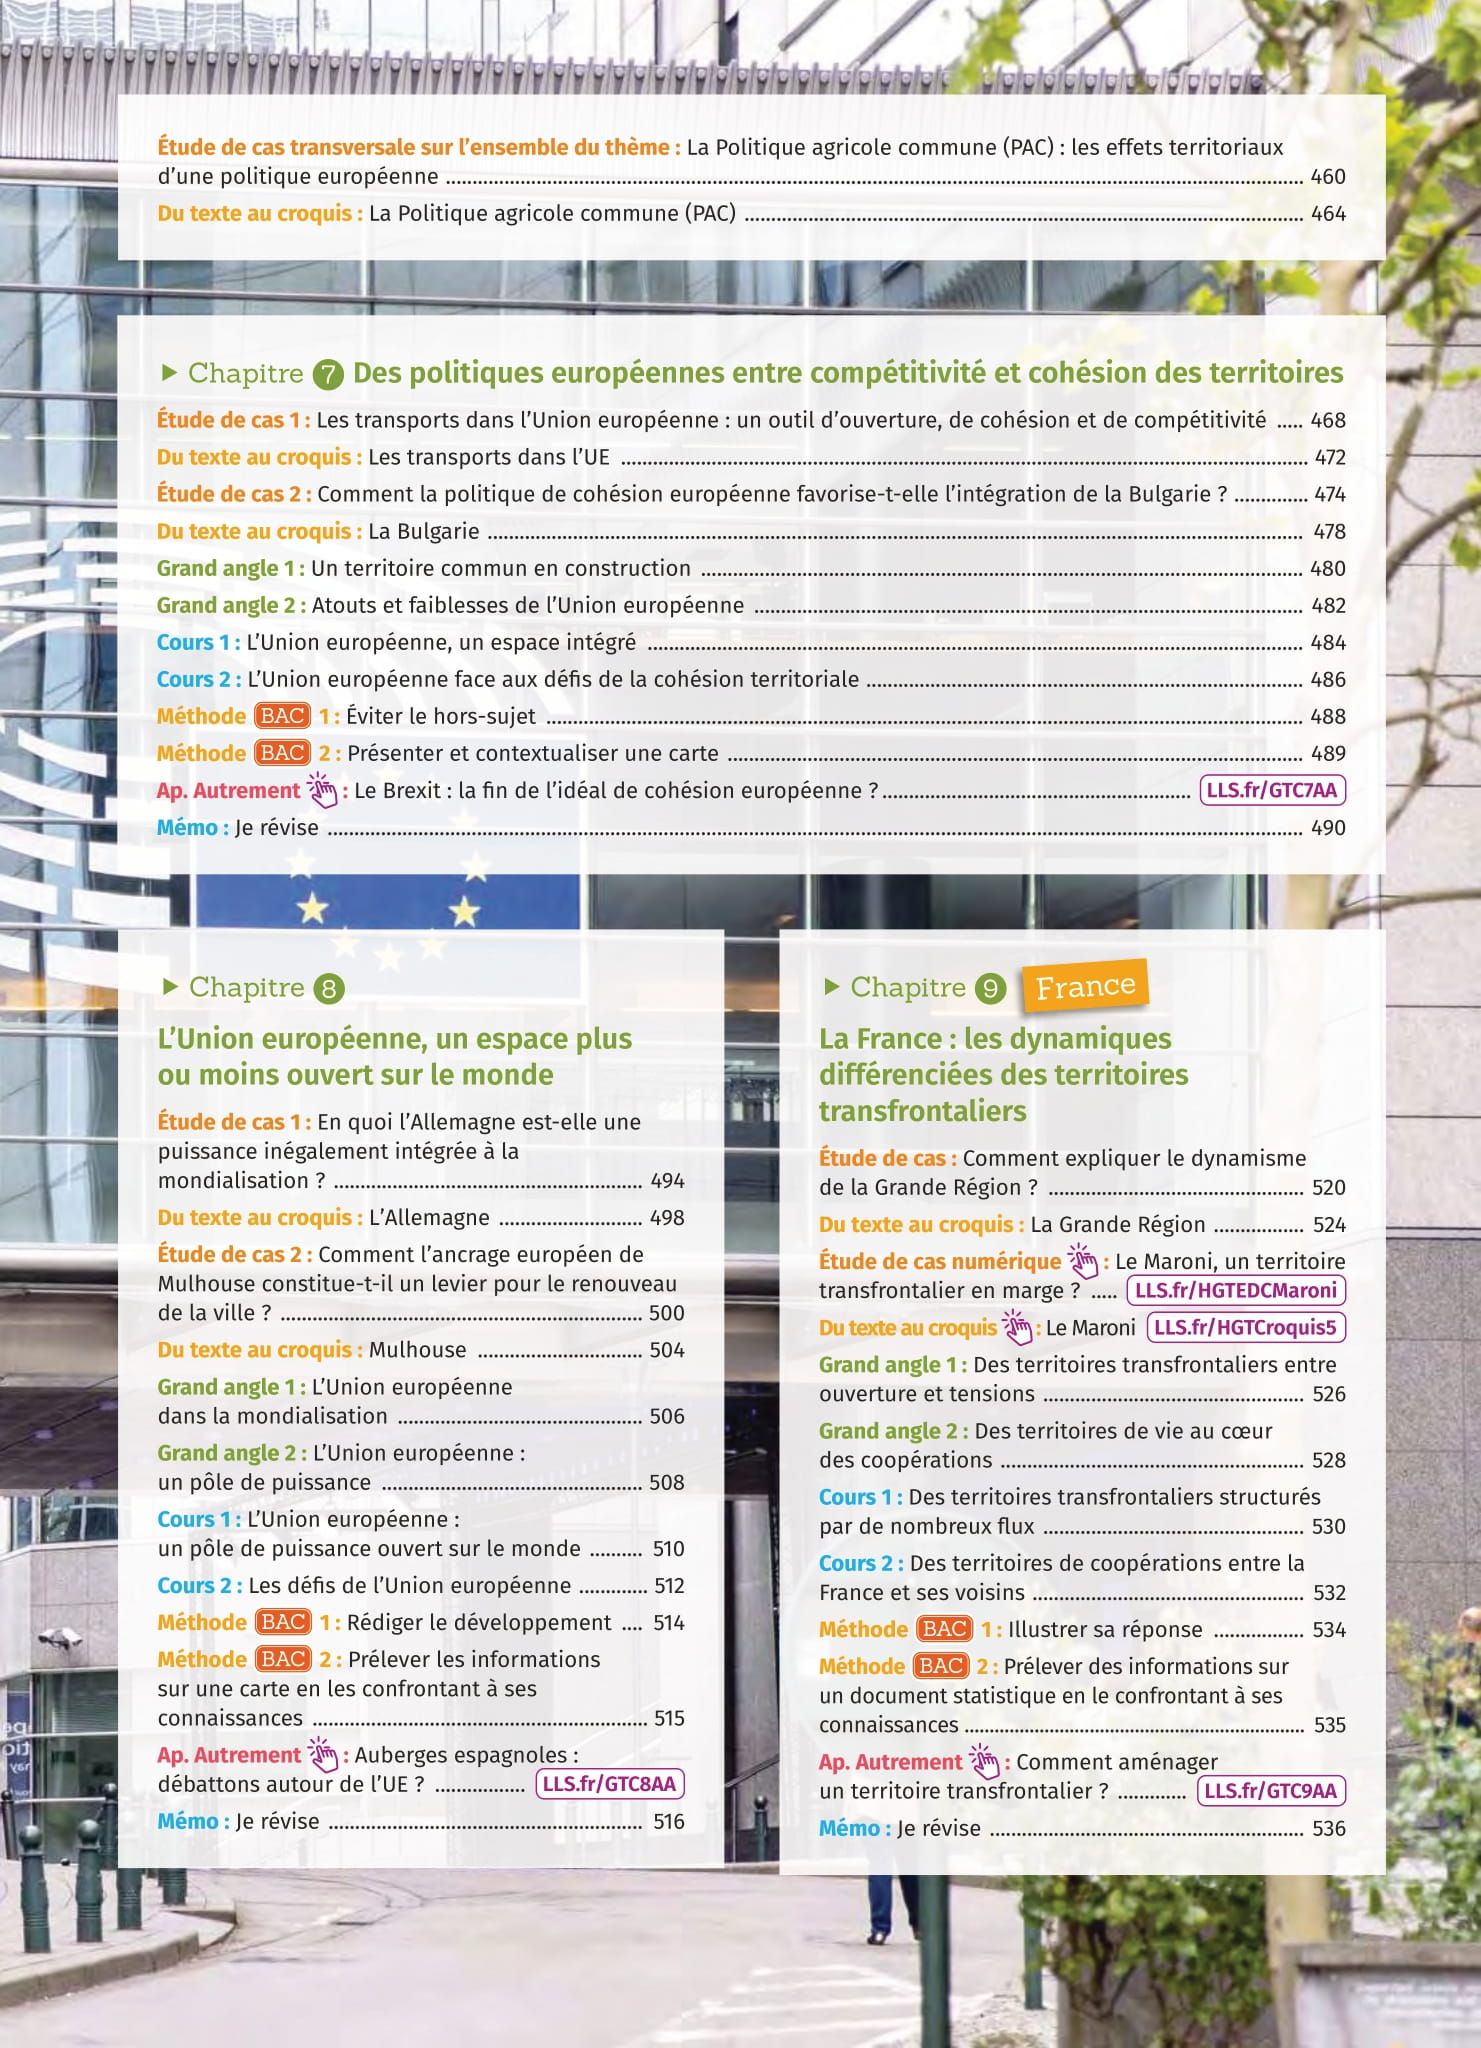 Étude de cas transversale sur l’ensemble du thème : La Politique agricole commune (PAC) : les effets territoriaux
d’une politique européenne ........ 460
Du texte au croquis : La Politique agricole commune (PAC) ........ 464
Chapitre 7 Des politiques européennes entre compétitivité et cohésion des territoires
Étude de cas 1 : Les transports dans l’Union européenne : un outil d’ouverture, de cohésion et de compétitivité ..... 468
Du texte au croquis : Les transports dans l’UE ........ 472
Étude de cas 2 : Comment la politique de cohésion européenne favorise-t-elle l’intégration de la Bulgarie ? ........ 474
Du texte au croquis : La Bulgarie ........ 478
Grand angle 1 : Un territoire commun en construction ........ 480
Grand angle 2 : Atouts et faiblesses de l’Union européenne ........ 482
Cours 1 : L’Union européenne, un espace intégré ........ 484
Cours 2 : L’Union européenne face aux défis de la cohésion territoriale ........ 486
Méthode BAC 1 : Éviter le hors-sujet ........ 488
Méthode BAC 2 : Présenter et contextualiser une carte ........ 489
Ap. Autrement : Le Brexit : la fin de l’idéal de cohésion européenne ? ........ LLS.fr/GTC7AA
Mémo : Je révise ........ 490
Chapitre 8
L’Union européenne, un espace plus
ou moins ouvert sur le monde
Étude de cas 1 : En quoi l’Allemagne est-elle une
puissance inégalement intégrée à la
mondialisation ? ........ 494
Du texte au croquis : L’Allemagne ........ 498
Étude de cas 2 : Comment l’ancrage européen de
Mulhouse constitue-t-il un levier pour le renouveau
de la ville ? ........ 500
Du texte au croquis : Mulhouse ........ 504
Grand angle 1 : L’Union européenne
dans la mondialisation ........ 506
Grand angle 2 : L’Union européenne :
un pôle de puissance ........ 508
Cours 1 : L’Union européenne :
un pôle de puissance ouvert sur le monde ........ 510
Cours 2 : Les défis de l’Union européenne ........ 512
Méthode BAC 1 : Rédiger le développement .... 514
Méthode BAC 2 : Prélever les informations
sur une carte en les confrontant à ses
connaissances ........ 515
Ap. Autrement : Auberges espagnoles :
débattons autour de l’UE ? ........ LLS.fr/GTC8AA
Mémo : Je révise ........ 516
Chapitre 9 France
La France : les dynamiques
différenciées des territoires
transfrontaliers
Étude de cas : Comment expliquer le dynamisme
de la Grande Région ? ........ 520
Du texte au croquis : La Grande Région ........ 524
Étude de cas numérique : Le Maroni, un territoire
transfrontalier en marge ? ..... LLS.fr/HGTEDCMaroni
Du texte au croquis : Le Maroni LLS.fr/HGTCroquis5
Grand angle 1 : Des territoires transfrontaliers entre
ouverture et tensions ........ 526
Grand angle 2 : Des territoires de vie au cœur
des coopérations ........ 528
Cours 1 : Des territoires transfrontaliers structurés
par de nombreux flux ........ 530
Cours 2 : Des territoires de coopérations entre la
France et ses voisins ........ 532
Méthode BAC 1 : Illustrer sa réponse ........ 534
Méthode BAC 2 : Prélever des informations sur
un document statistique en le confrontant à ses
connaissances ........ 535
Ap. Autrement : Comment aménager
un territoire transfrontalier ? ........ LLS.fr/GTC9AA
Mémo : Je révise ........ 536